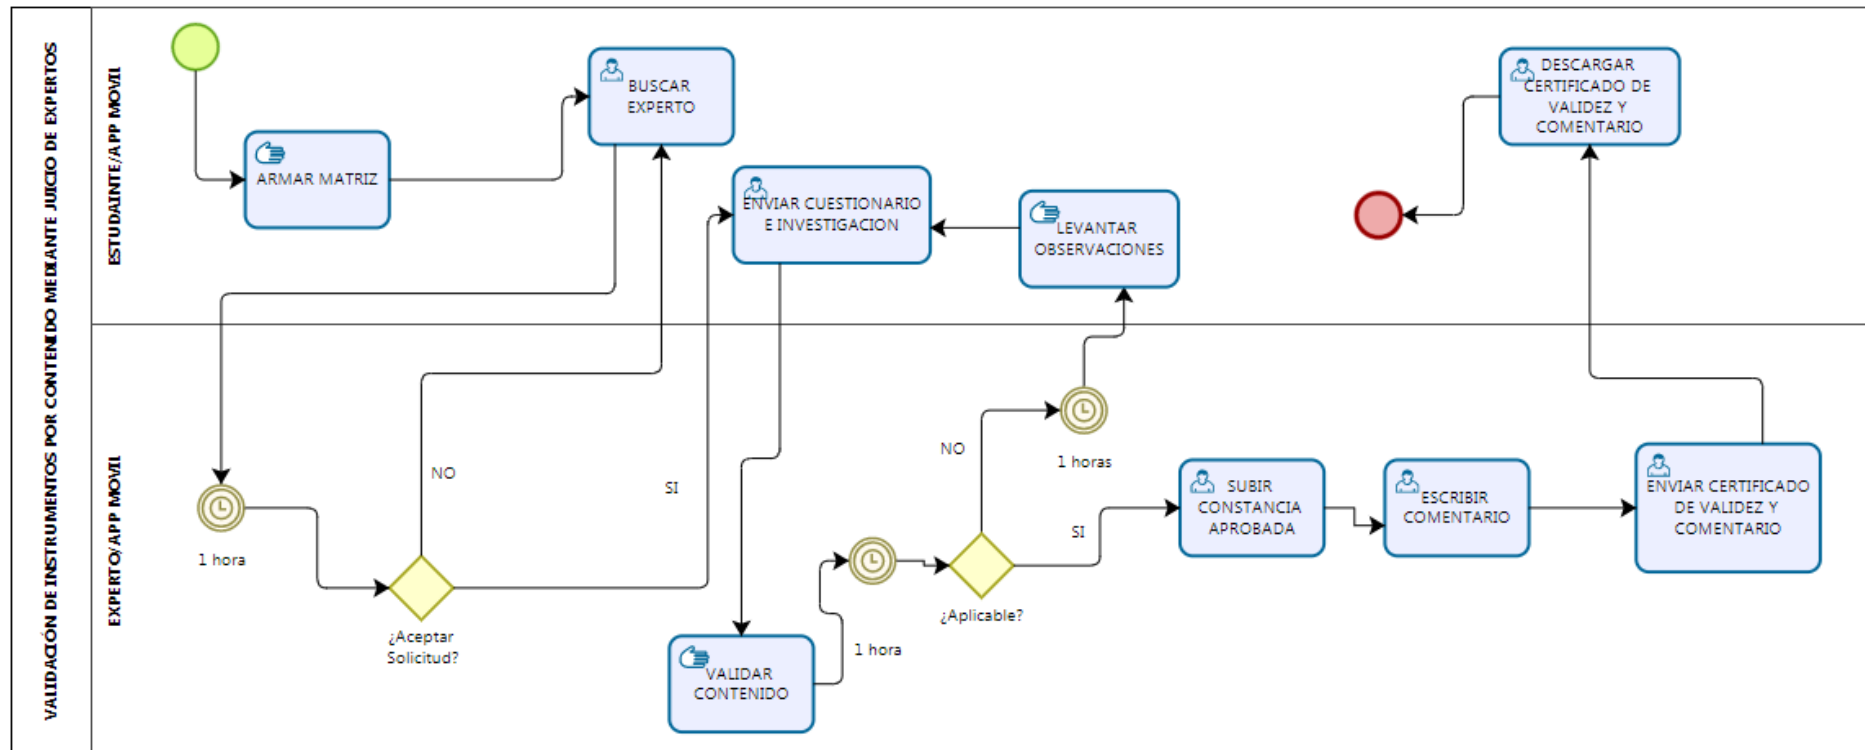 VALIDACIÓN DE INSTRUMENTOS POR CONTENIDO MEDIANTE JUICIO DE EXPERTOS
ESTUDAINTE/APP MOVIL
ARMAR MATRIZ
BUSCAR
EXPERTO
ENVIAR CUESTIONARIO
E INVESTIGACION
LEVANTAR
OBSERVACIONES
DESCARGAR
CERTIFICADO DE
VALIDEZ Y
COMENTARIO
EXPERTO/APP MOVIL
1 hora
¿Aceptar
Solicitud?
NO
SI
VALIDAR
CONTENIDO
1 hora
¿Aplicable?
NO
1 horas
SI
SUBIR
CONSTANCIA
APROBADA
ESCRIBIR
COMENTARIO
ENVIAR CERTIFICADO
DE VALIDEZ Y
COMENTARIO